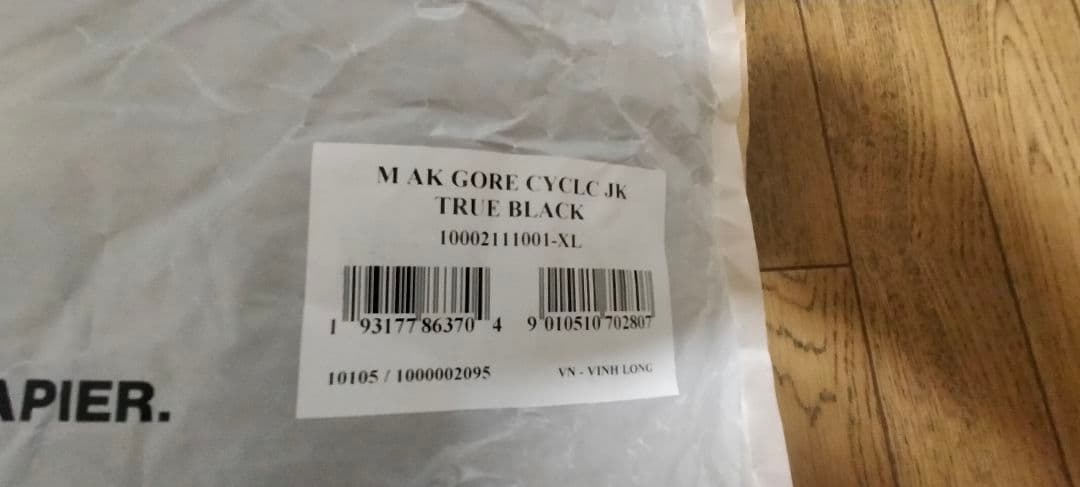 M AK GORE CYCLC JK
TRUE BLACK
10002111001-XL
1 93177 86370 4
9 010510 702807
10105 / 1000002095
VN - VINH LONG
APIER.